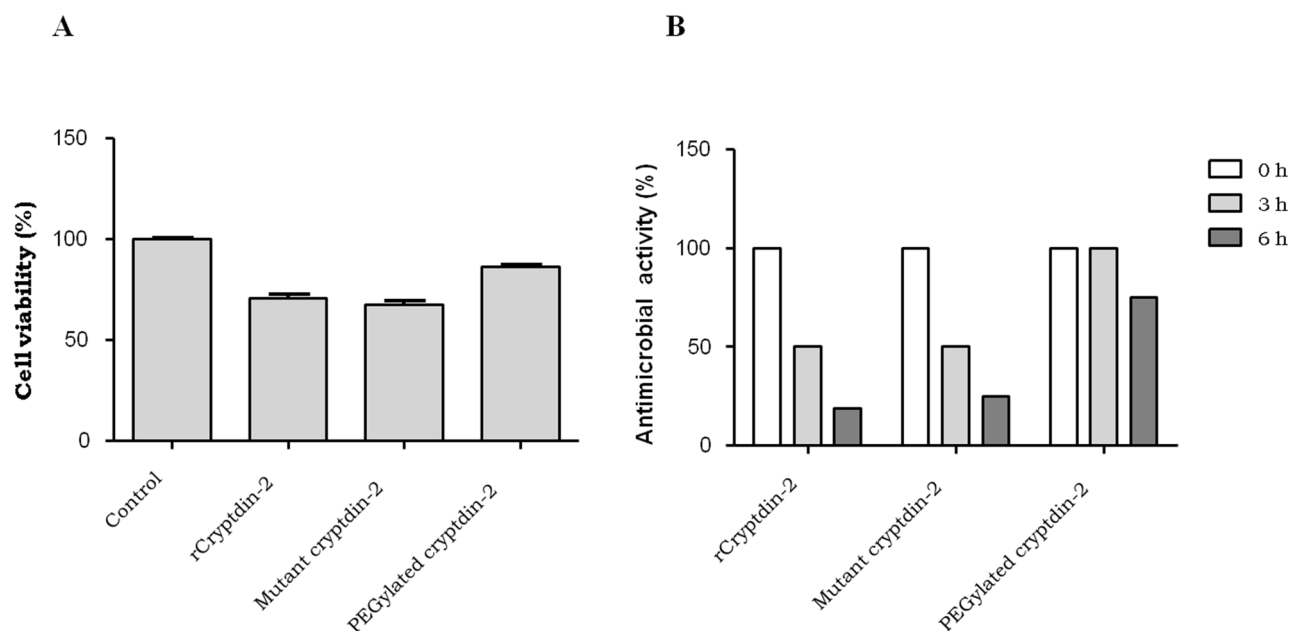 A
Cell viability (%)
150
100
50
0
Control
rCryptdin-2
Mutant cryptdin-2
PEGylated cryptdin-2
B
Antimicrobial activity (%)
150
100
50
0
rCryptdin-2
Mutant cryptdin-2
PEGylated cryptdin-2
0 h
3 h
6 h